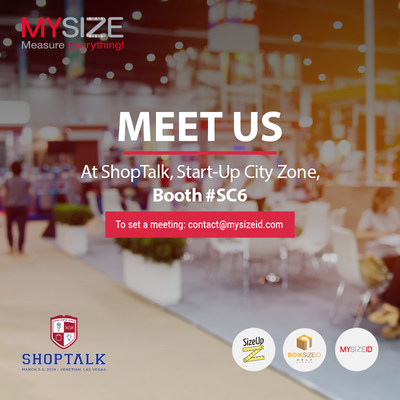 MYSIZE
Measure Everything!
MEET US
At ShopTalk, Start-Up City Zone,
Booth #SC6
To set a meeting: contact@mysizeid.com
SHOPTALK
SizeUp
BOXSIZEID
MYSIZEID